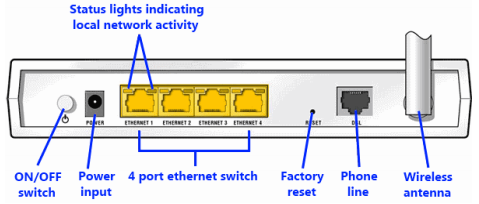 Status lights indicating
local network activity
POWER
ETHERNET 1
ETHERNET 2
ETHERNET 3
ETHERNET 4
RESET
DSL
ON/OFF
switch
Power
input
4 port ethernet switch
Factory
reset
Phone
line
Wireless
antenna